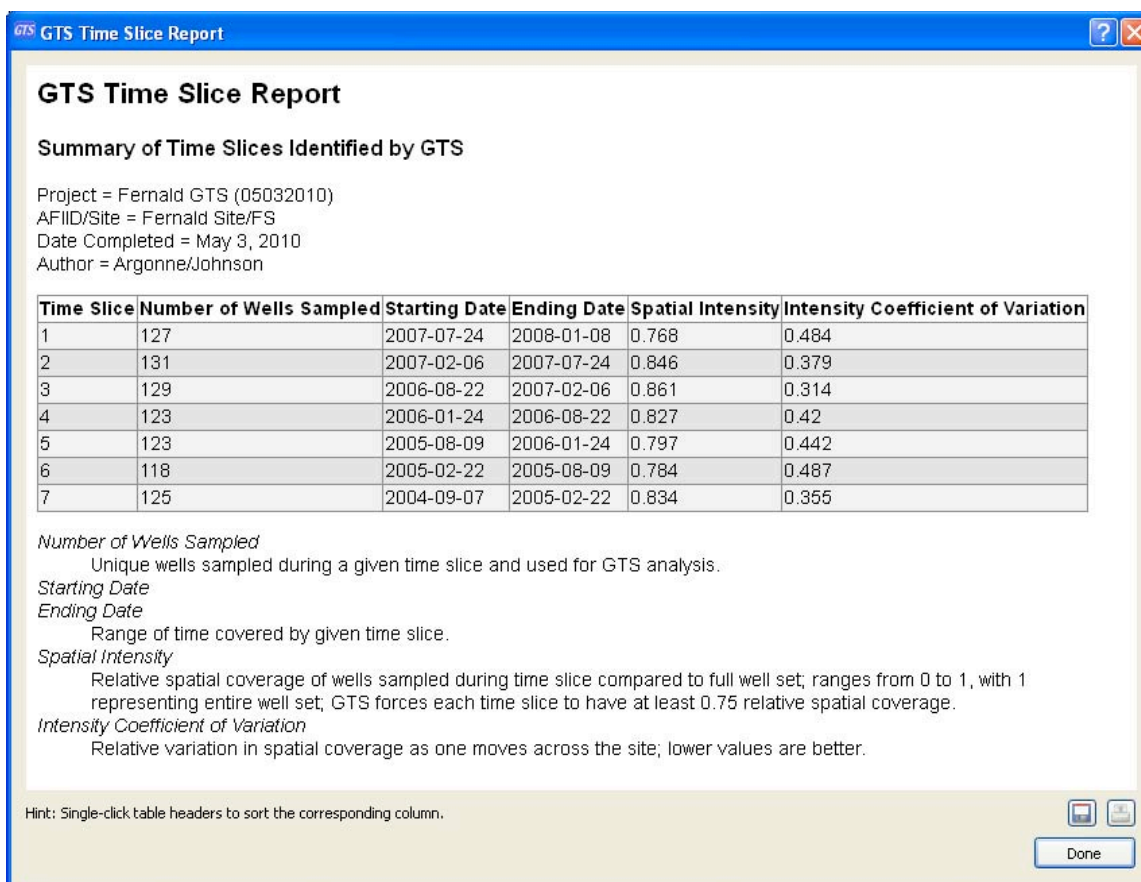 GTS GTS Time Slice Report
GTS Time Slice Report
Summary of Time Slices Identified by GTS
Project = Fernald GTS (05032010)
AFIID/Site = Fernald Site/FS
Date Completed = May 3, 2010
Author = Argonne/Johnson
Time Slice Number of Wells Sampled Starting Date Ending Date Spatial Intensity Intensity Coefficient of Variation
1 127 2007-07-24 2008-01-08 0.768 0.484
2 131 2007-02-06 2007-07-24 0.846 0.379
3 129 2006-08-22 2007-02-06 0.861 0.314
4 123 2006-01-24 2006-08-22 0.827 0.42
5 123 2005-08-09 2006-01-24 0.797 0.442
6 118 2005-02-22 2005-08-09 0.784 0.487
7 125 2004-09-07 2005-02-22 0.834 0.355
Number of Wells Sampled
Unique wells sampled during a given time slice and used for GTS analysis.
Starting Date
Ending Date
Range of time covered by given time slice.
Spatial Intensity
Relative spatial coverage of wells sampled during time slice compared to full well set; ranges from 0 to 1, with 1
representing entire well set; GTS forces each time slice to have at least 0.75 relative spatial coverage.
Intensity Coefficient of Variation
Relative variation in spatial coverage as one moves across the site; lower values are better.
Hint: Single-click table headers to sort the corresponding column.
Done